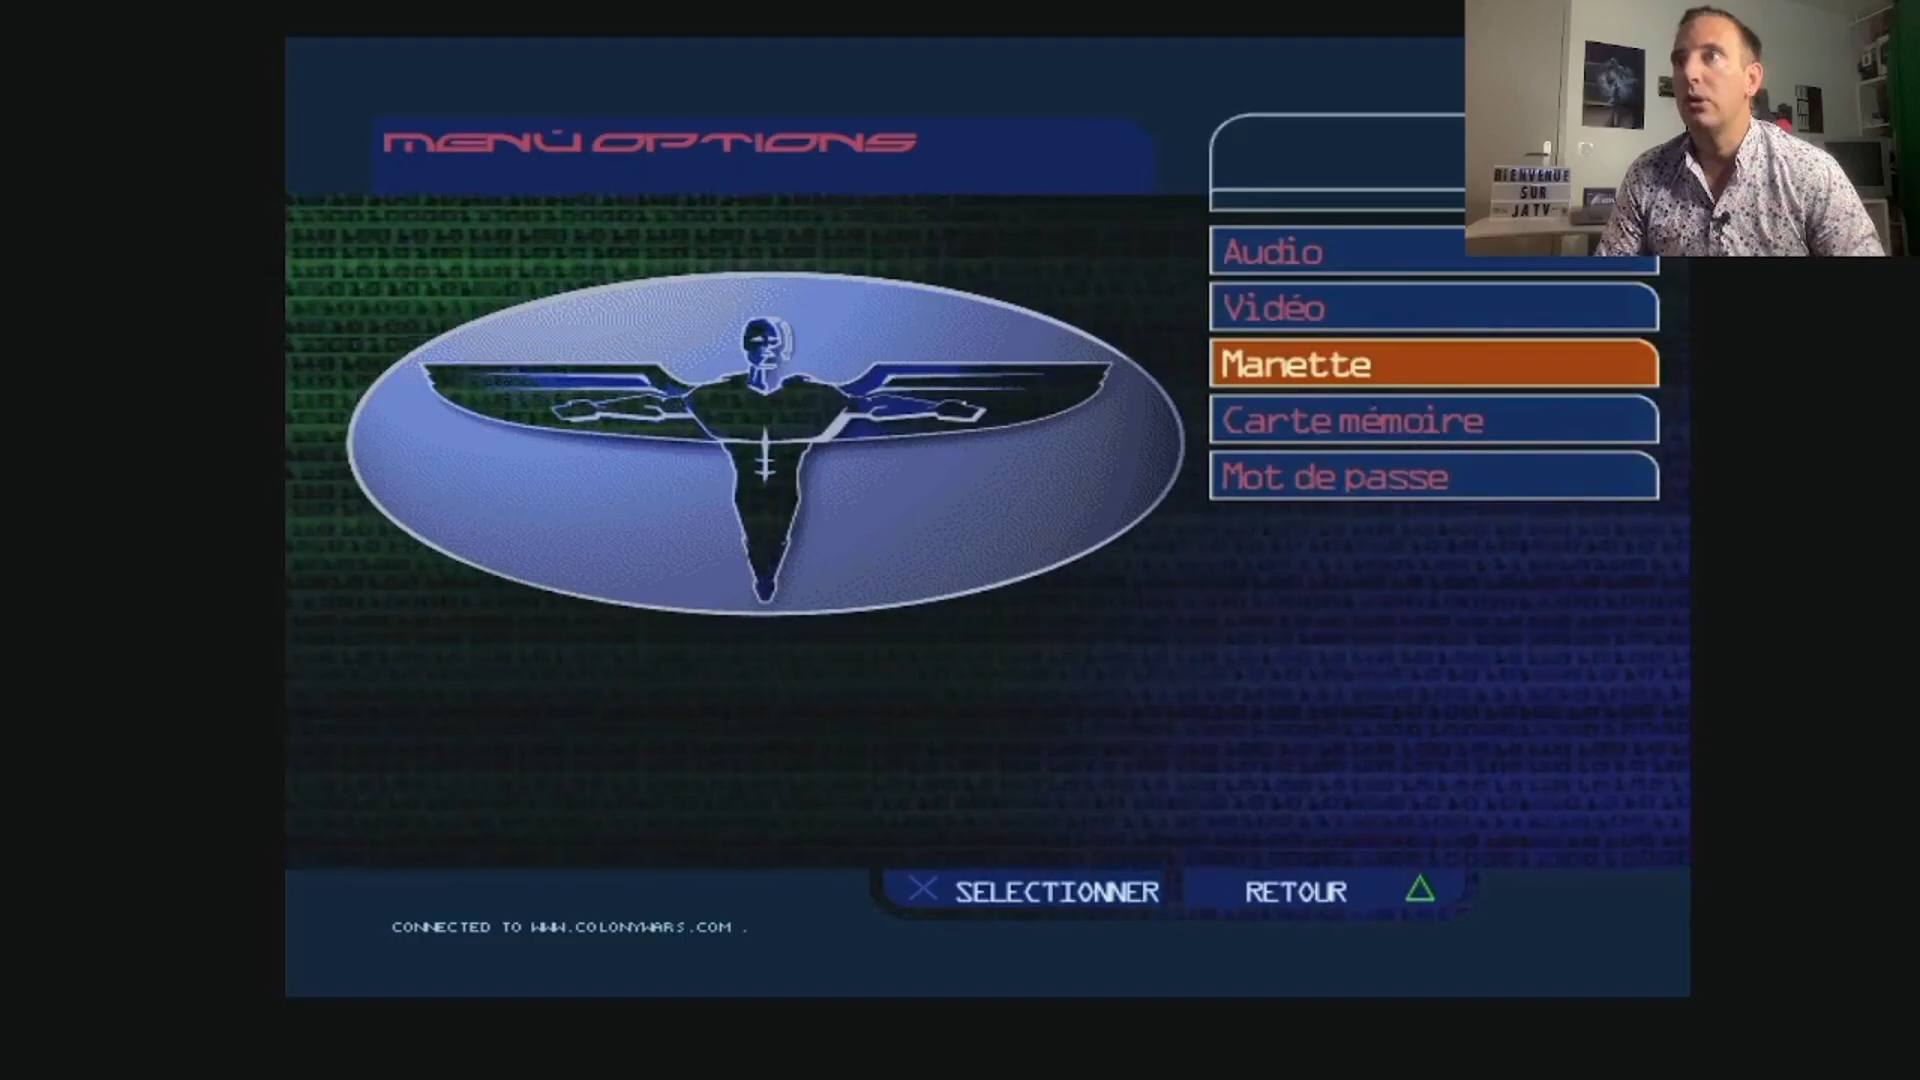 MENÙ OPTIONS
BIENVENUE
SUR
JATV
Audio
Vidéo
Manette
Carte mémoire
Mot de passe
SELECTIONNER
RETOUR
CONNECTED TO WWW.COLONYWARS.COM .